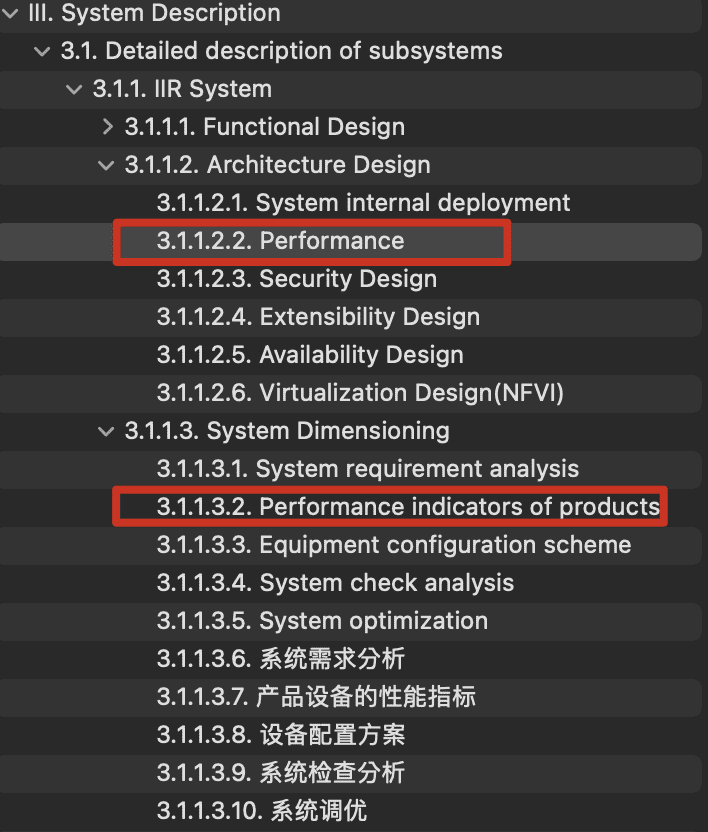 III. System Description
3.1. Detailed description of subsystems
3.1.1. IIR System
3.1.1.1. Functional Design
3.1.1.2. Architecture Design
3.1.1.2.1. System internal deployment
3.1.1.2.2. Performance
3.1.1.2.3. Security Design
3.1.1.2.4. Extensibility Design
3.1.1.2.5. Availability Design
3.1.1.2.6. Virtualization Design(NFVI)
3.1.1.3. System Dimensioning
3.1.1.3.1. System requirement analysis
3.1.1.3.2. Performance indicators of products
3.1.1.3.3. Equipment configuration scheme
3.1.1.3.4. System check analysis
3.1.1.3.5. System optimization
3.1.1.3.6. 系统需求分析
3.1.1.3.7. 产品设备的性能指标
3.1.1.3.8. 设备配置方案
3.1.1.3.9. 系统检查分析
3.1.1.3.10. 系统调优